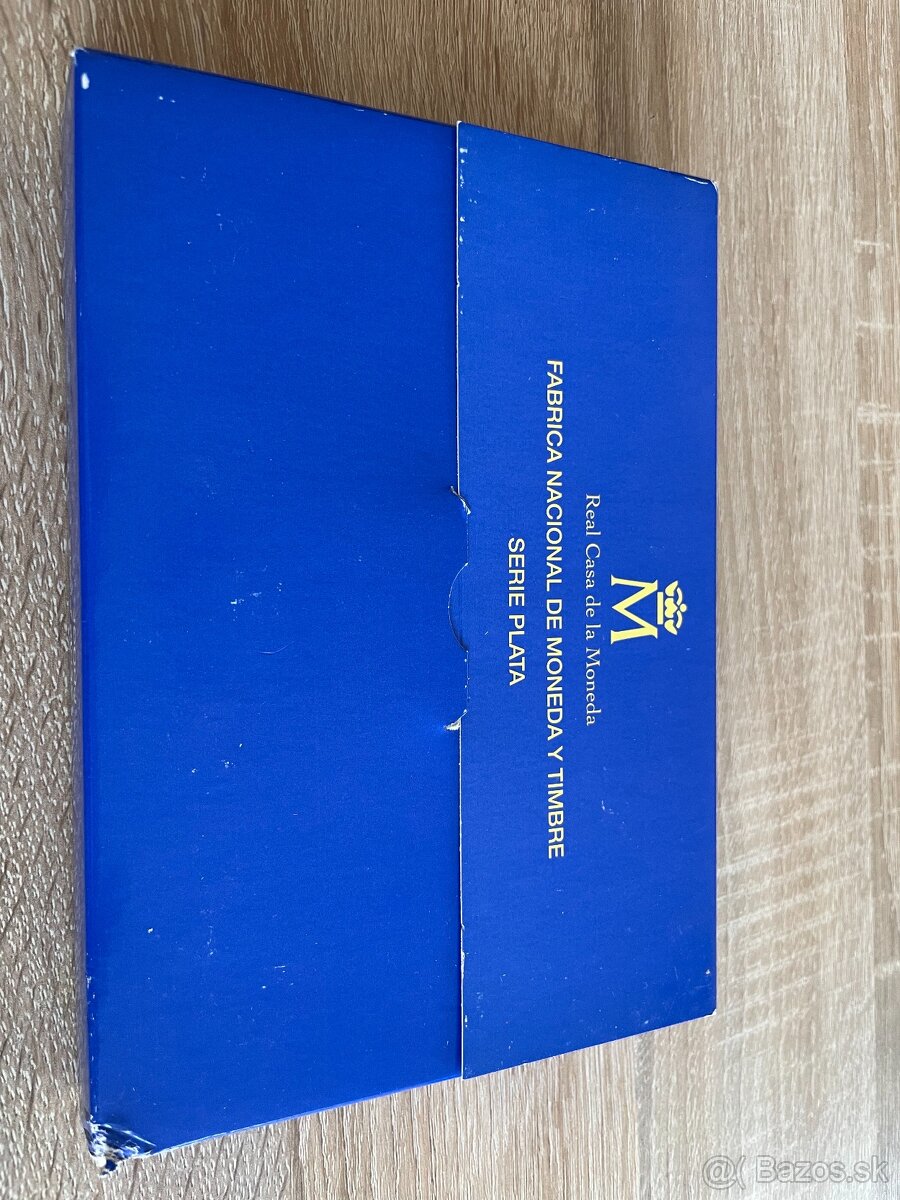 M
Real Casa de la Moneda
FABRICA NACIONAL DE MONEDA Y TIMBRE
SERIE PLATA
@( Bazos.sk